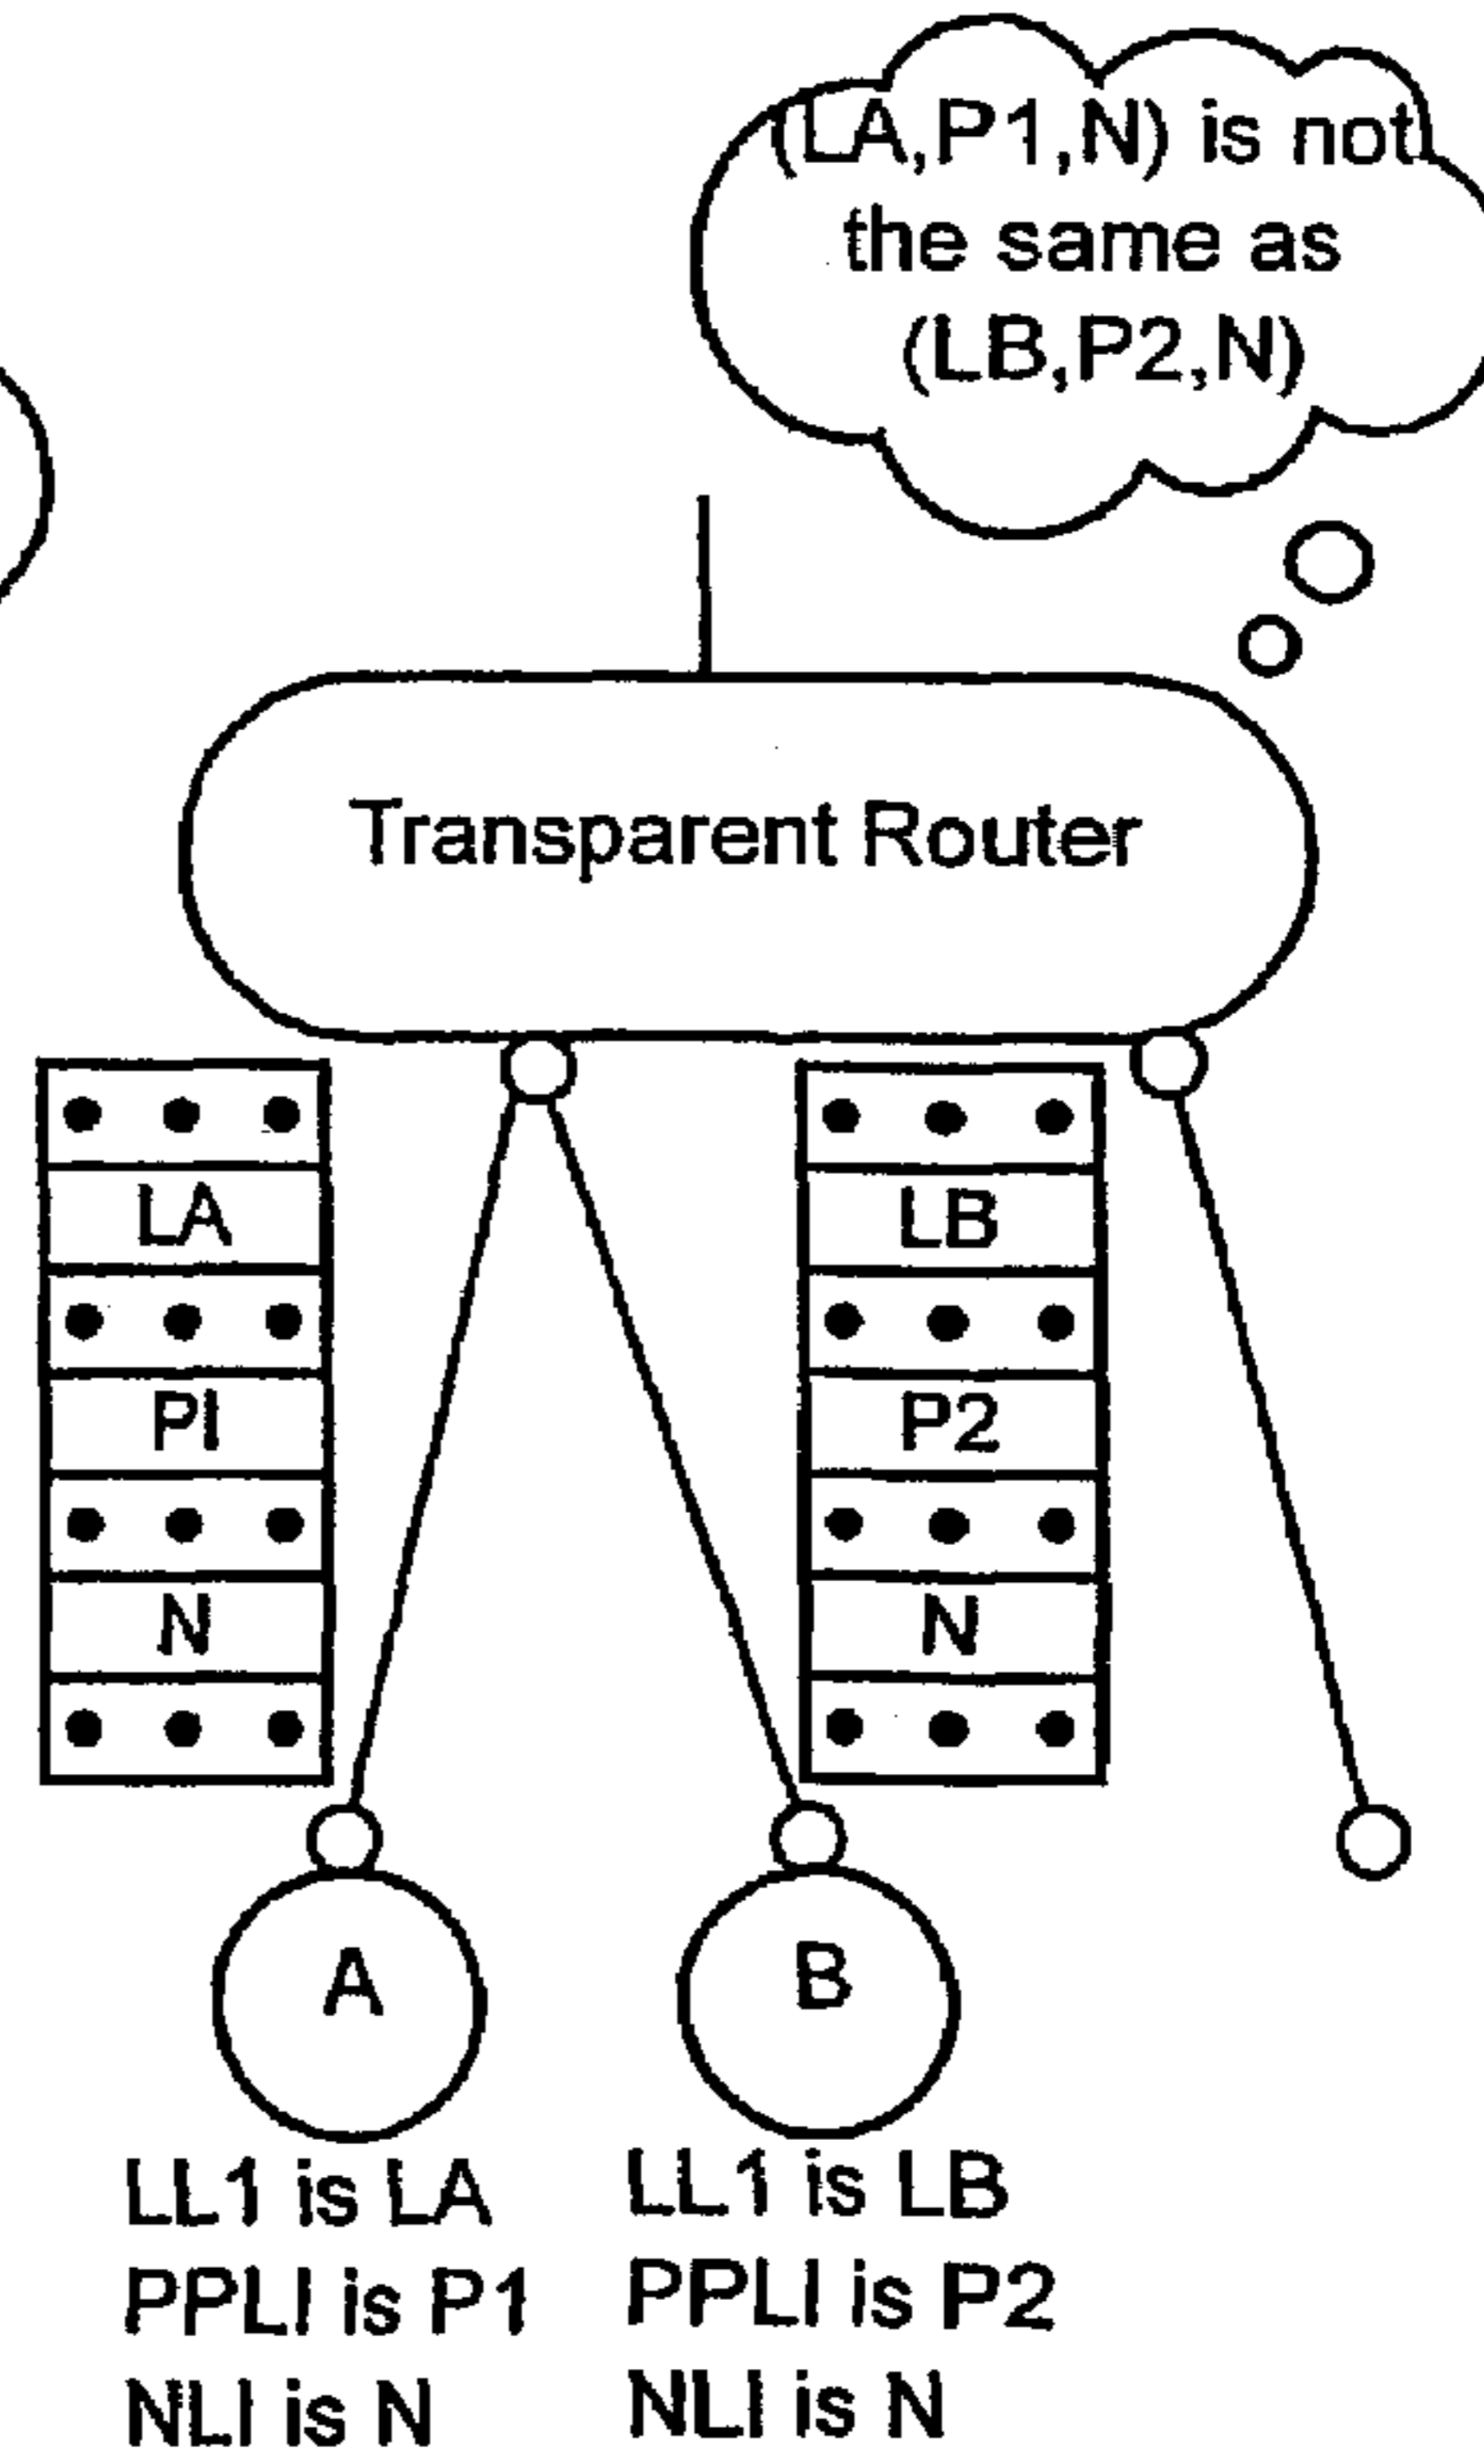 (LA,P1,N) is not
the same as
(LB,P2,N)
Transparent Router
LA
PI
N
LB
P2
N
A
B
LL1 is LA
PPLI is P1
NLI is N
LL1 is LB
PPLI is P2
NLI is N